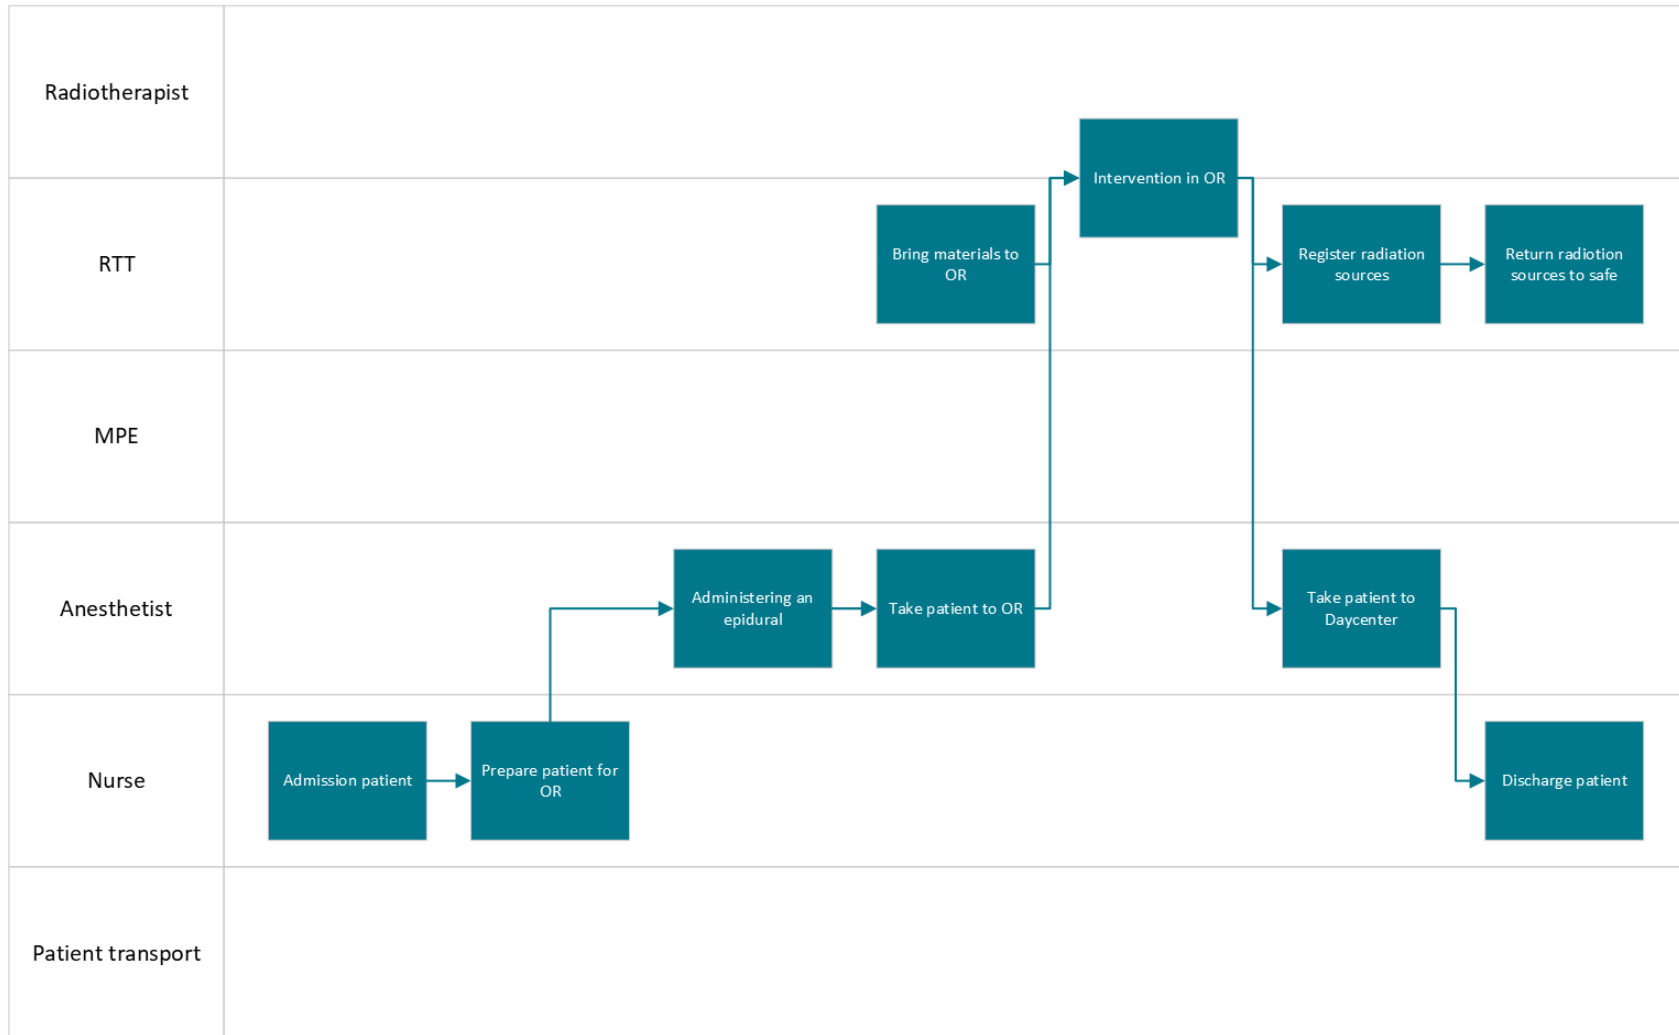 Radiotherapist
Intervention in OR
RTT
Bring materials to
OR
Register radiation
sources
Return radiotion
sources to safe
MPE
Anesthetist
Administering an
epidural
Take patient to OR
Take patient to
Daycenter
Nurse
Admission patient
Prepare patient for
OR
Discharge patient
Patient transport